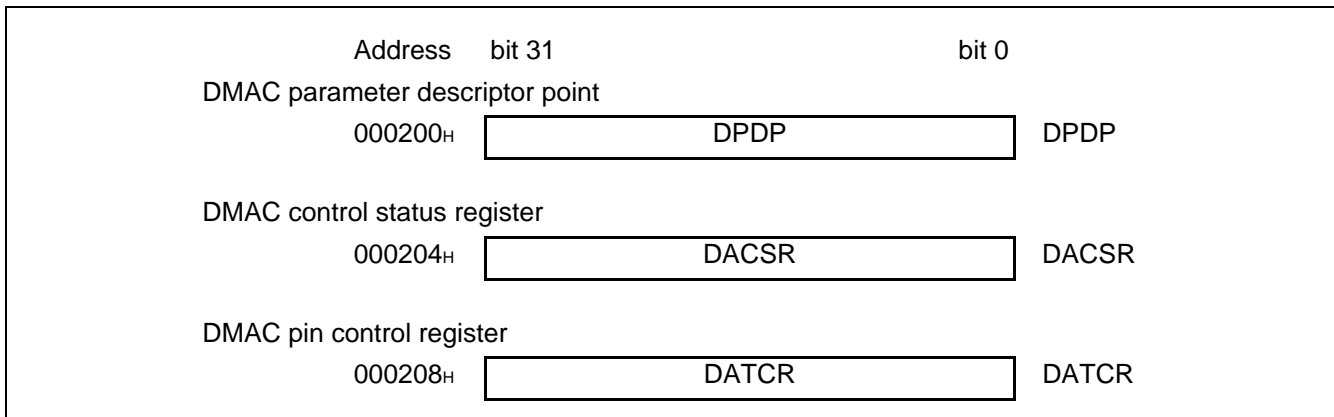 Address bit 31 bit 0
DMAC parameter descriptor point
000200H DPDP DPDP
DMAC control status register
000204H DACSR DACSR
DMAC pin control register
000208H DATCR DATCR